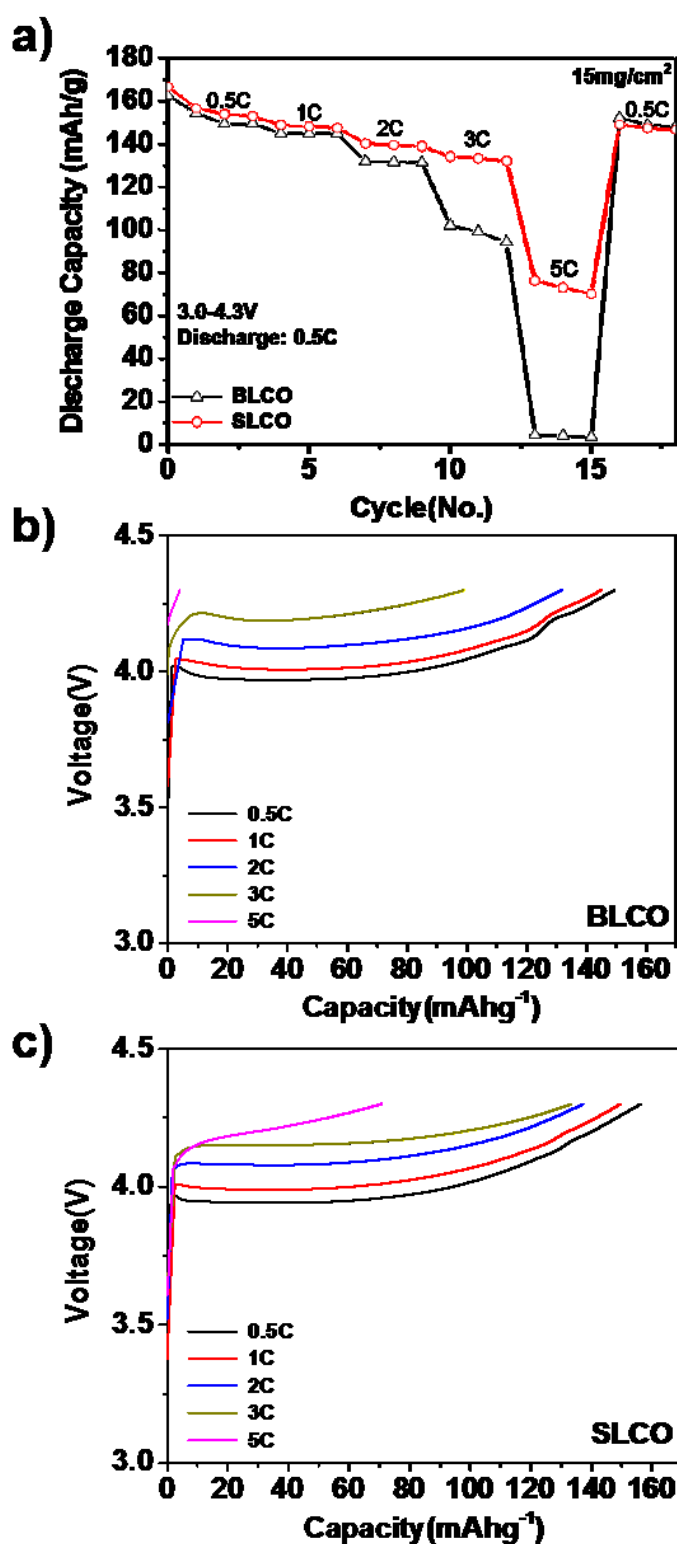 a)
180
160
140
120
100
80
60
40
20
0
Discharge Capacity (mAh/g)
15mg/cm²
0.5C
1C
2C
3C
5C
0.5C
3.0-4.3V
Discharge: 0.5C
BLCO
SLCO
0 5 10 15
Cycle(No.)
b)
4.5
4.0
3.5
3.0
Voltage(V)
0.5C
1C
2C
3C
5C
BLCO
0 20 40 60 80 100 120 140 160
Capacity(mAhg⁻¹)
c)
4.5
4.0
3.5
3.0
Voltage(V)
0.5C
1C
2C
3C
5C
SLCO
0 20 40 60 80 100 120 140 160
Capacity(mAhg⁻¹)